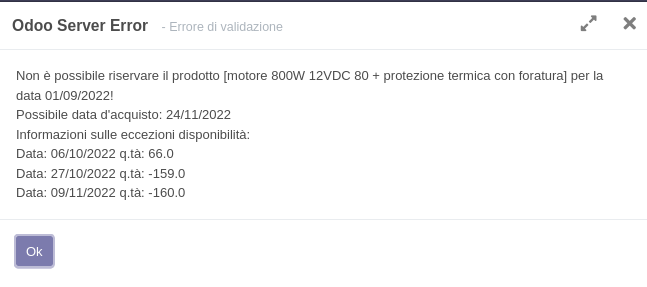 Odoo Server Error - Errore di validazione
Non è possibile riservare il prodotto [motore 800W 12VDC 80 + protezione termica con foratura] per la
data 01/09/2022!
Possibile data d'acquisto: 24/11/2022
Informazioni sulle eccezioni disponibilità:
Data: 06/10/2022 q.tà: 66.0
Data: 27/10/2022 q.tà: -159.0
Data: 09/11/2022 q.tà: -160.0
Ok